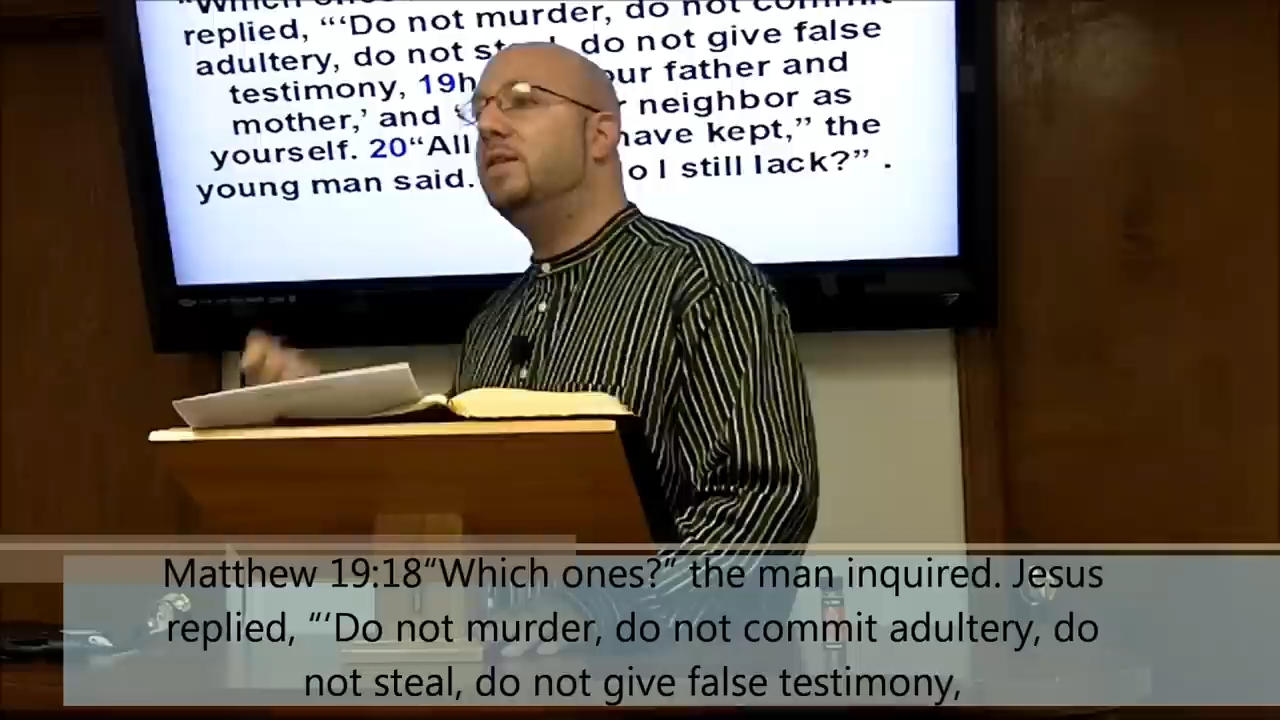 "Which
replied, "'Do not murder, do not commit
adultery, do not do not give false
testimony, 19 father and
mother,' and neighbor as
yourself. 20"All have kept," the
young man said. I still lack?" .
Matthew 19:18"Which ones?" the man inquired. Jesus
replied, "'Do not murder, do not commit adultery, do
not steal, do not give false testimony,